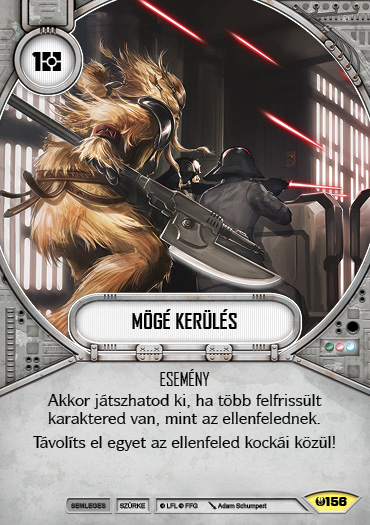 1
MÖGÉ KERÜLÉS
ESEMÉNY
Akkor játszhatod ki, ha több felfrissült
karaktered van, mint az ellenfelednek.
Távolíts el egyet az ellenfeled kockái közül!
SEMLEGES SZÜRKE © LFL © FFG Adam Schumpert 156